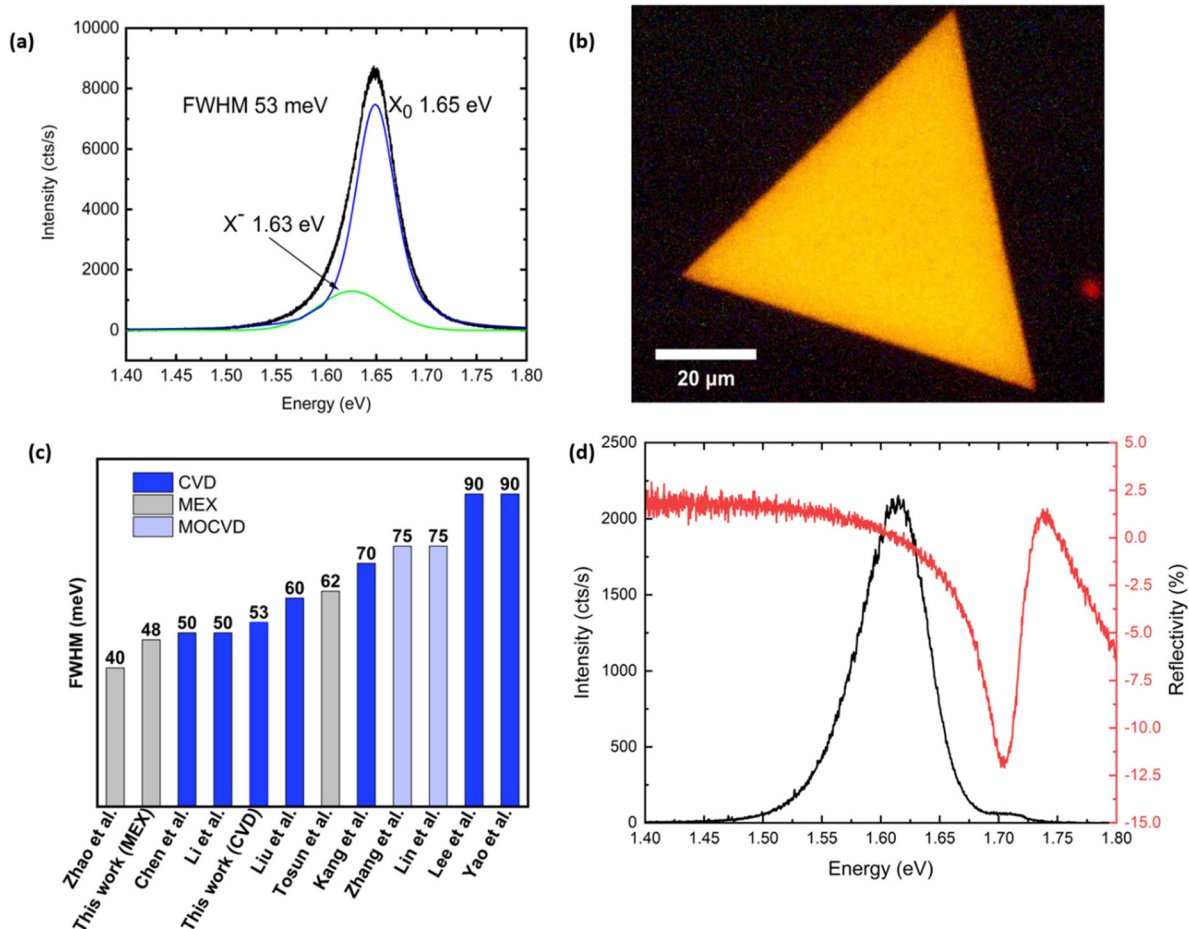 (a)
10000
8000
6000
4000
2000
0
Intensity (cts/s)
FWHM 53 meV
X0 1.65 eV
X- 1.63 eV
1.40 1.45 1.50 1.55 1.60 1.65 1.70 1.75 1.80
Energy (eV)
(b)
20 µm
(c)
CVD
MEX
MOCVD
FWHM (meV)
40 48 50 50 53 60 62 70 75 75 90 90
Zhao et al.
This work (MEX)
Chen et al.
Li et al.
This work (CVD)
Liu et al.
Tosun et al.
Kang et al.
Zhang et al.
Lin et al.
Lee et al.
Yao et al.
(d)
2500
2000
1500
1000
500
0
Intensity (cts/s)
5.0
2.5
0.0
-2.5
-5.0
-7.5
-10.0
-12.5
-15.0
Reflectivity (%)
1.40 1.45 1.50 1.55 1.60 1.65 1.70 1.75 1.80
Energy (eV)